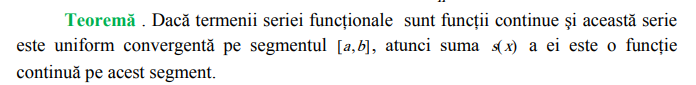 Teoremă . Dacă termenii seriei funcționale sunt funcții continue şi această serie
este uniform convergentă pe segmentul [a,b], atunci suma s(x) a ei este o funcție
continuă pe acest segment.